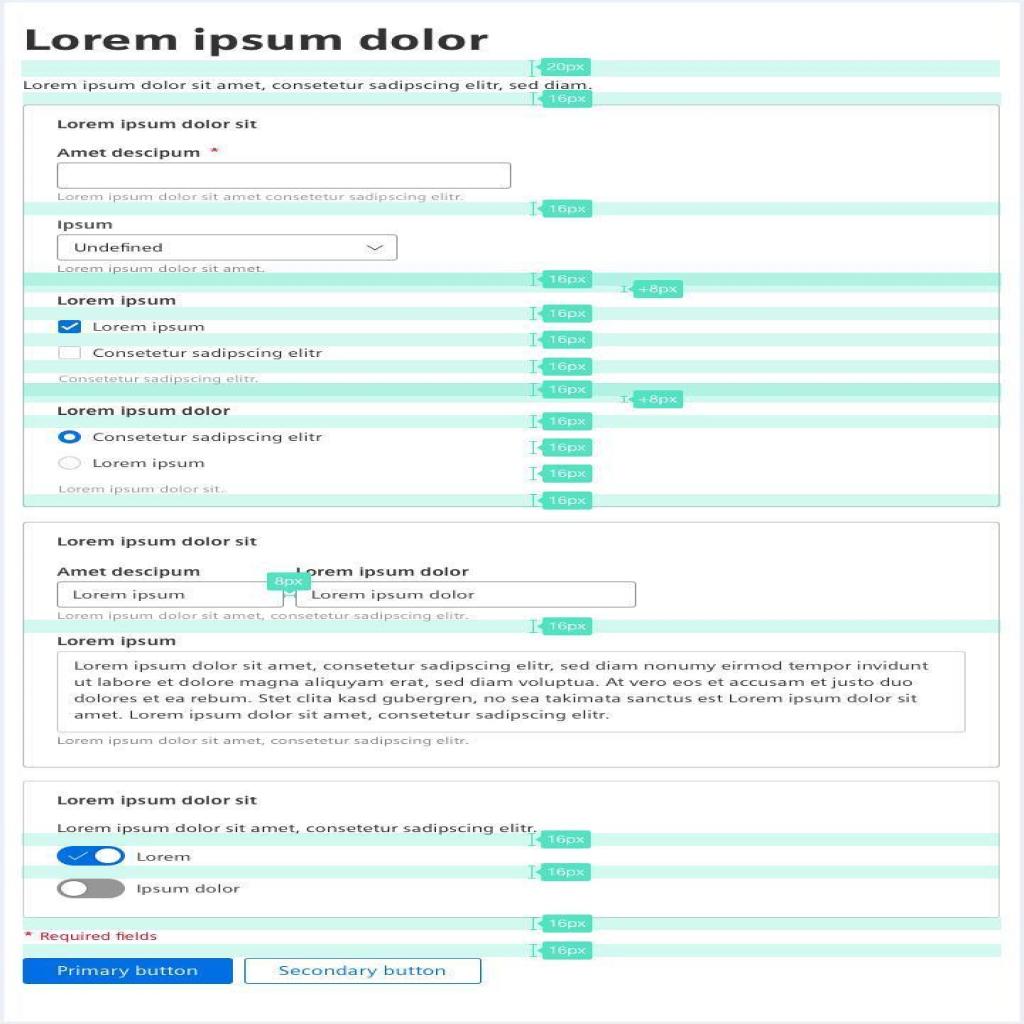 Lorem ipsum dolor
20px
Lorem ipsum dolor sit amet, consetetur sadipscing elitr, sed diam.
16px
Lorem ipsum dolor sit
Amet descipum *
Lorem ipsum dolor sit amet consetetur sadipscing elitr.
16px
Ipsum
Undefined
Lorem ipsum dolor sit amet.
16px
+8px
Lorem ipsum
16px
Lorem ipsum
16px
Consetetur sadipscing elitr
16px
Consetetur sadipscing elitr.
16px
+8px
Lorem ipsum dolor
16px
Consetetur sadipscing elitr
16px
Lorem ipsum
16px
Lorem ipsum dolor sit.
16px
Lorem ipsum dolor sit
Amet descipum Lorem ipsum dolor
8px
Lorem ipsum Lorem ipsum dolor
Lorem ipsum dolor sit amet, consetetur sadipscing elitr.
16px
Lorem ipsum
Lorem ipsum dolor sit amet, consetetur sadipscing elitr, sed diam nonumy eirmod tempor invidunt
ut labore et dolore magna aliquyam erat, sed diam voluptua. At vero eos et accusam et justo duo
dolores et ea rebum. Stet clita kasd gubergren, no sea takimata sanctus est Lorem ipsum dolor sit
amet. Lorem ipsum dolor sit amet, consetetur sadipscing elitr.
Lorem ipsum dolor sit amet, consetetur sadipscing elitr.
Lorem ipsum dolor sit
Lorem ipsum dolor sit amet, consetetur sadipscing elitr.
16px
Lorem
16px
Ipsum dolor
16px
* Required fields
16px
Primary button Secondary button